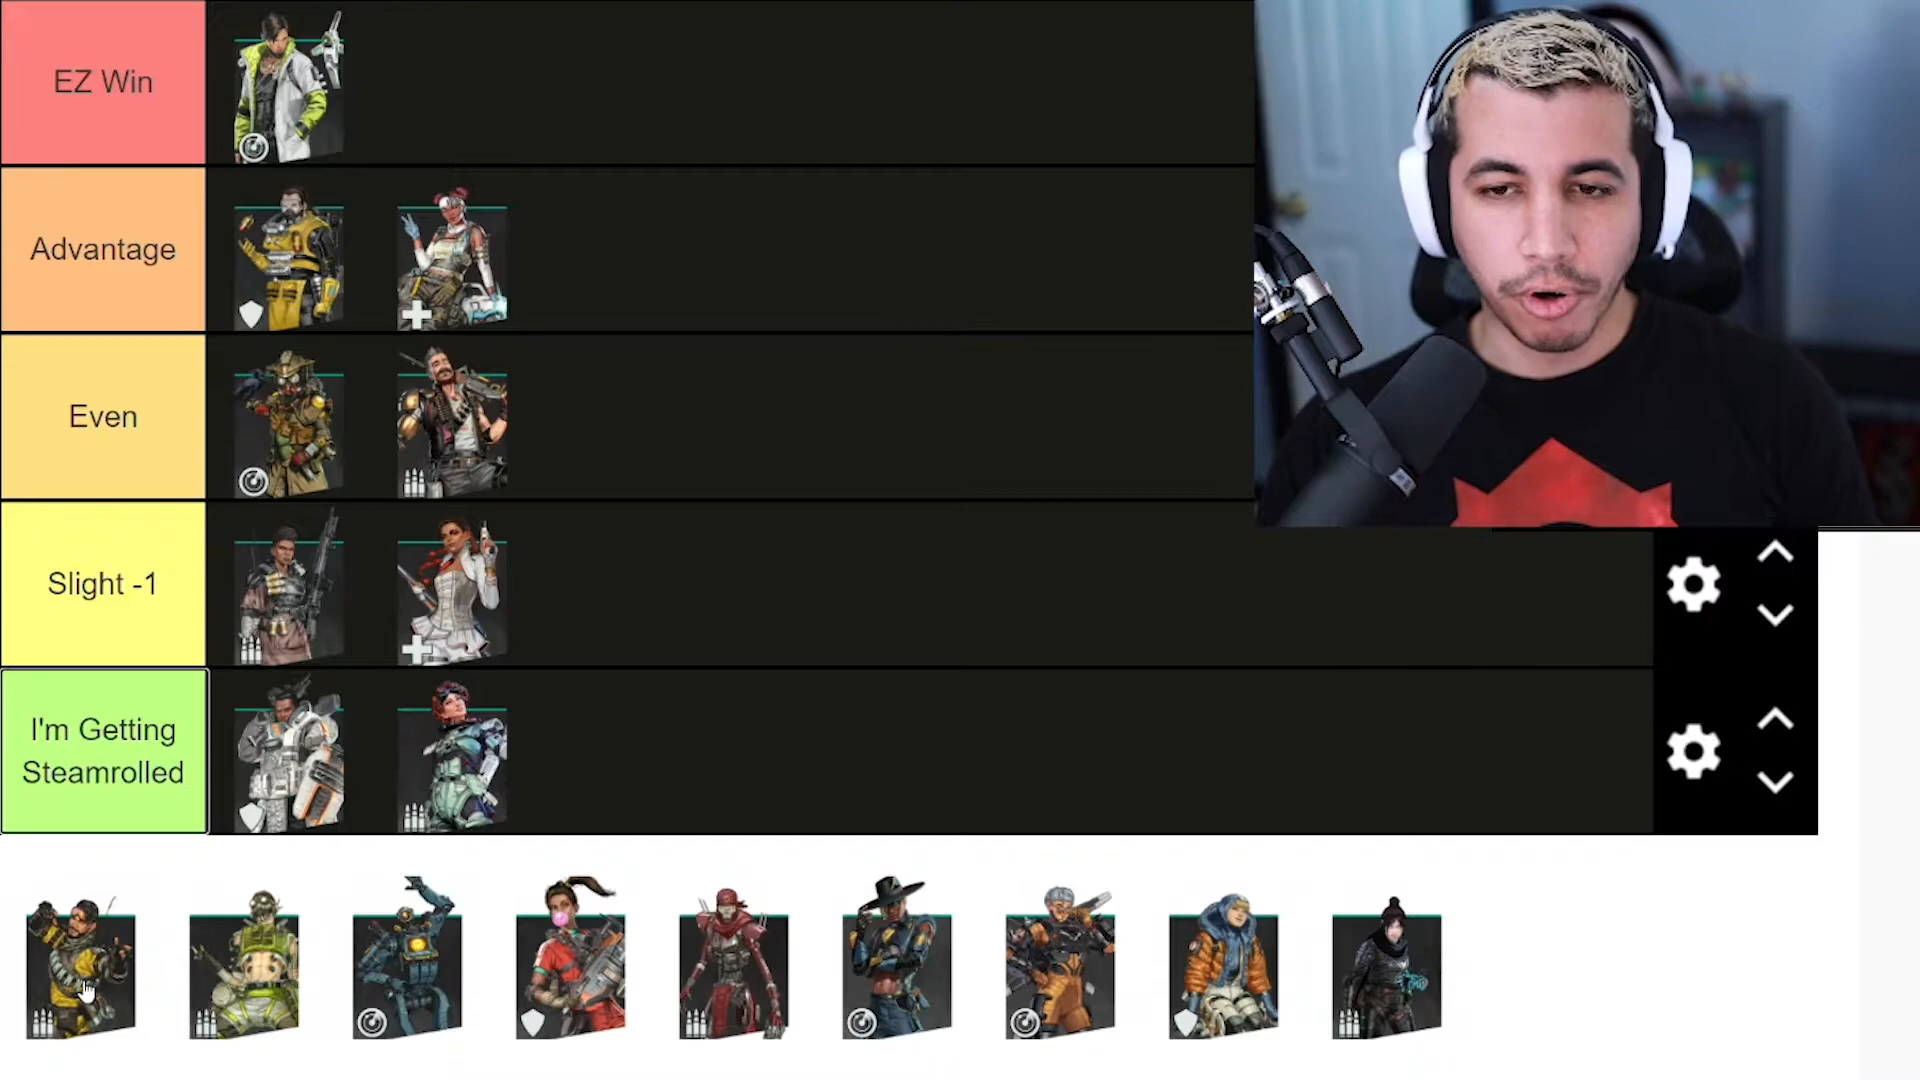 EZ Win
Advantage
Even
Slight -1
I'm Getting
Steamrolled